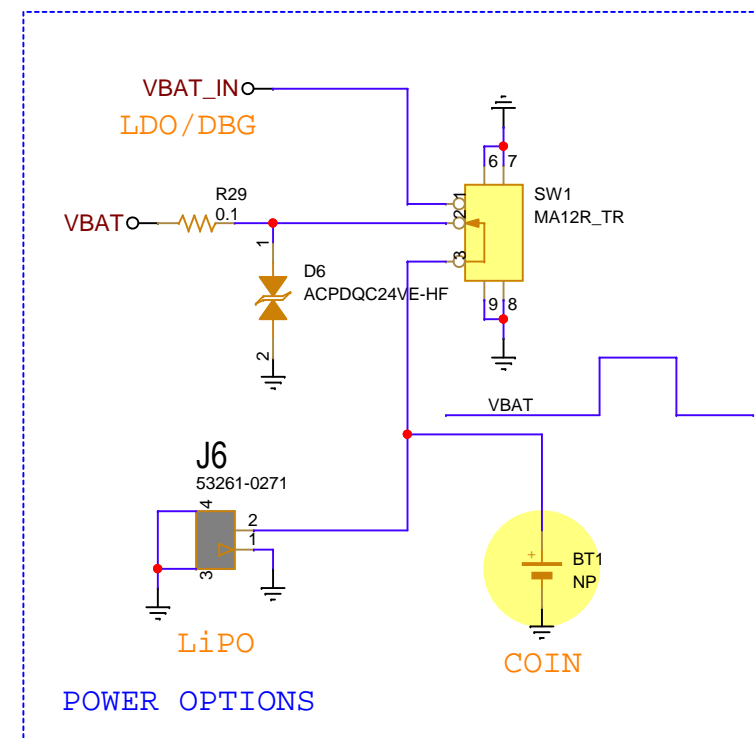 VBAT_IN
LDO/DBG
6 7
1
SW1
MA12R_TR
R29
0.1
VBAT
2
3
1
D6
ACPDQC24VE-HF
2
9 8
VBAT
J6
53261-0271
4
2
1
3
+
BT1
NP
LiPO
COIN
POWER OPTIONS